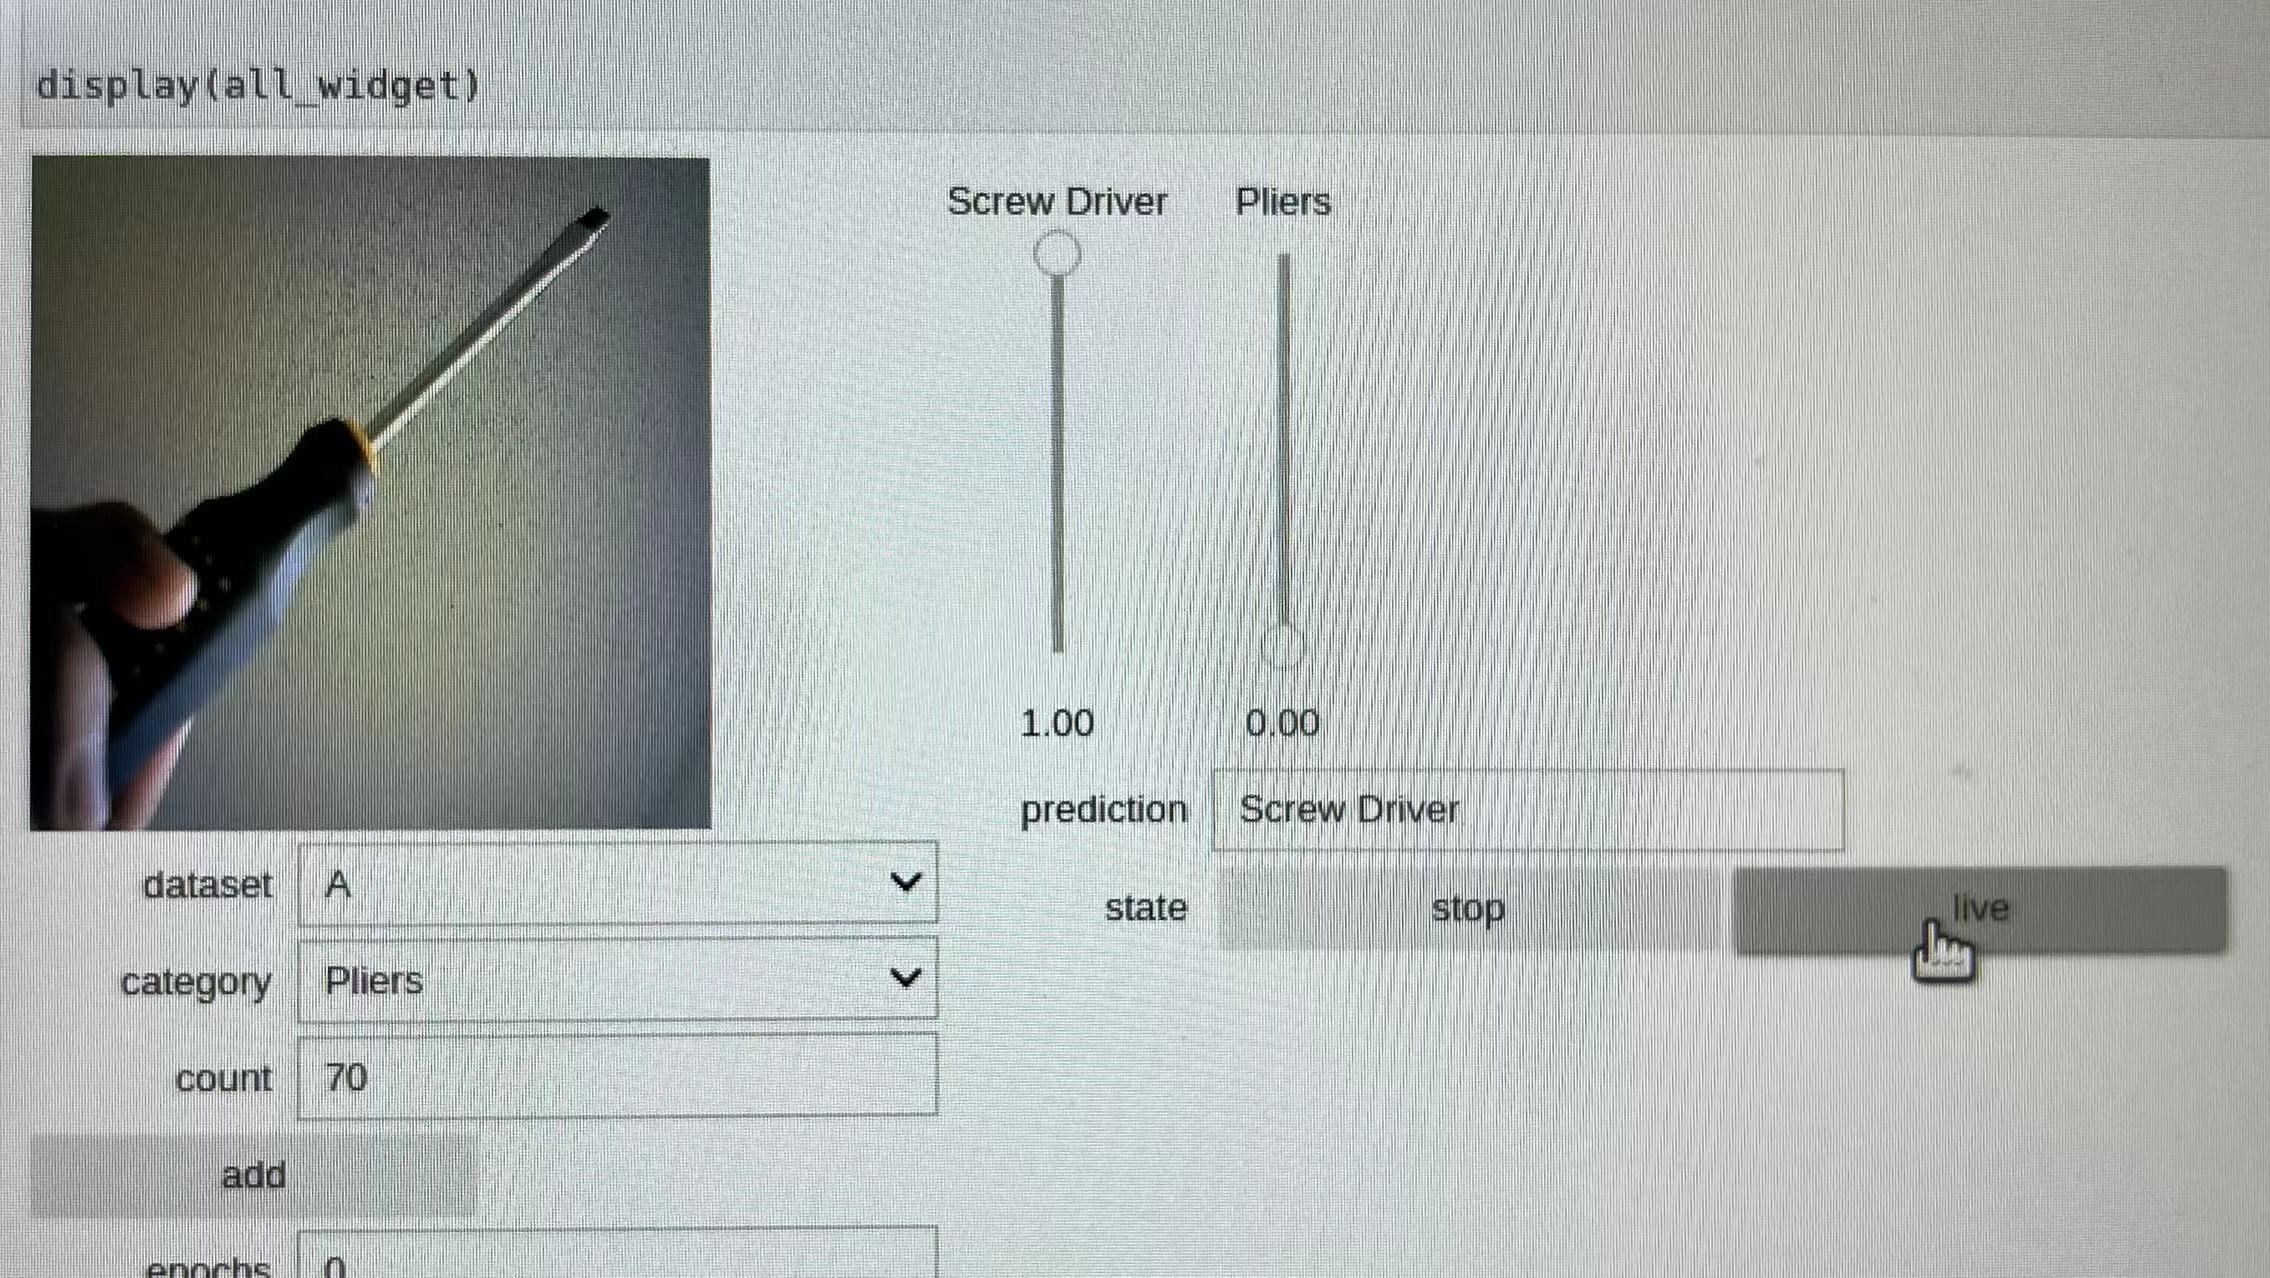 display(all_widget)
Screw Driver Pliers
1.00 0.00
prediction Screw Driver
state stop live
dataset A
category Pliers
count 70
add
epochs 0